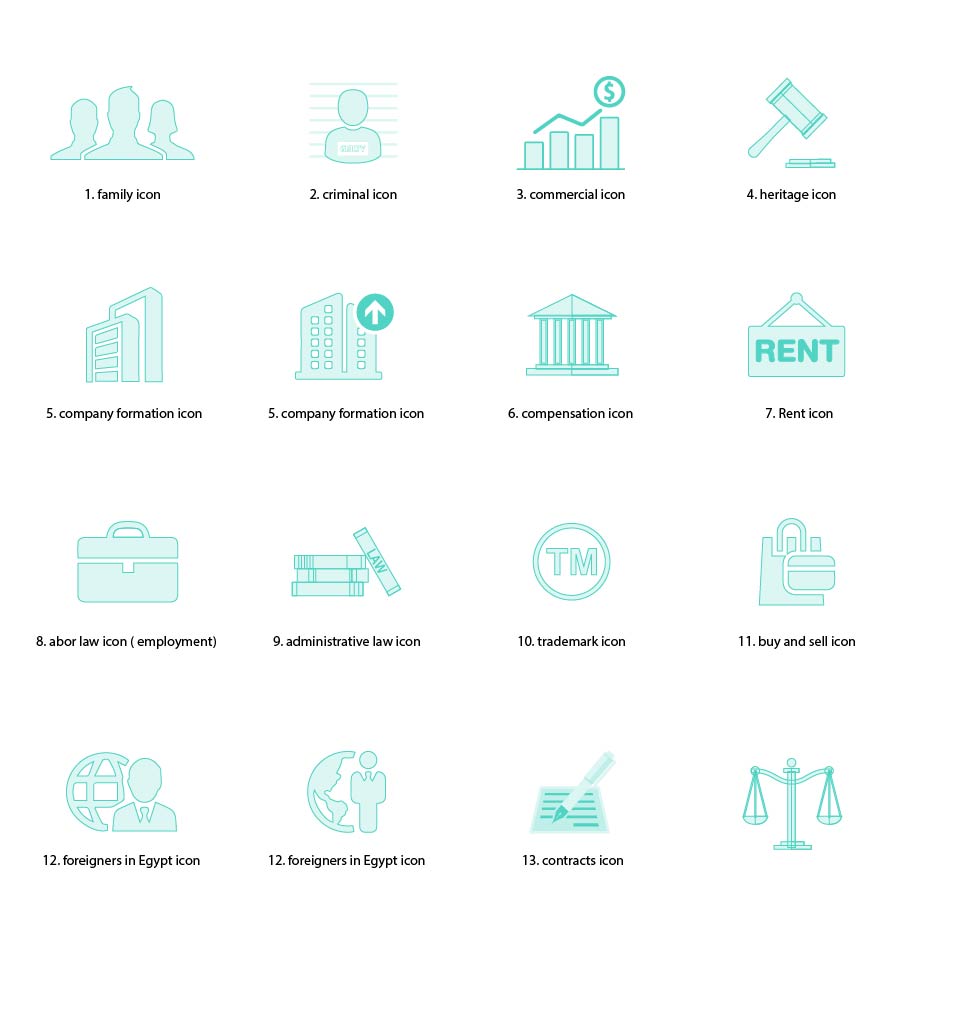 $
1. family icon
2. criminal icon
3. commercial icon
4. heritage icon
RENT
5. company formation icon
5. company formation icon
6. compensation icon
7. Rent icon
LAW
TM
8. abor law icon ( employment)
9. administrative law icon
10. trademark icon
11. buy and sell icon
12. foreigners in Egypt icon
12. foreigners in Egypt icon
13. contracts icon